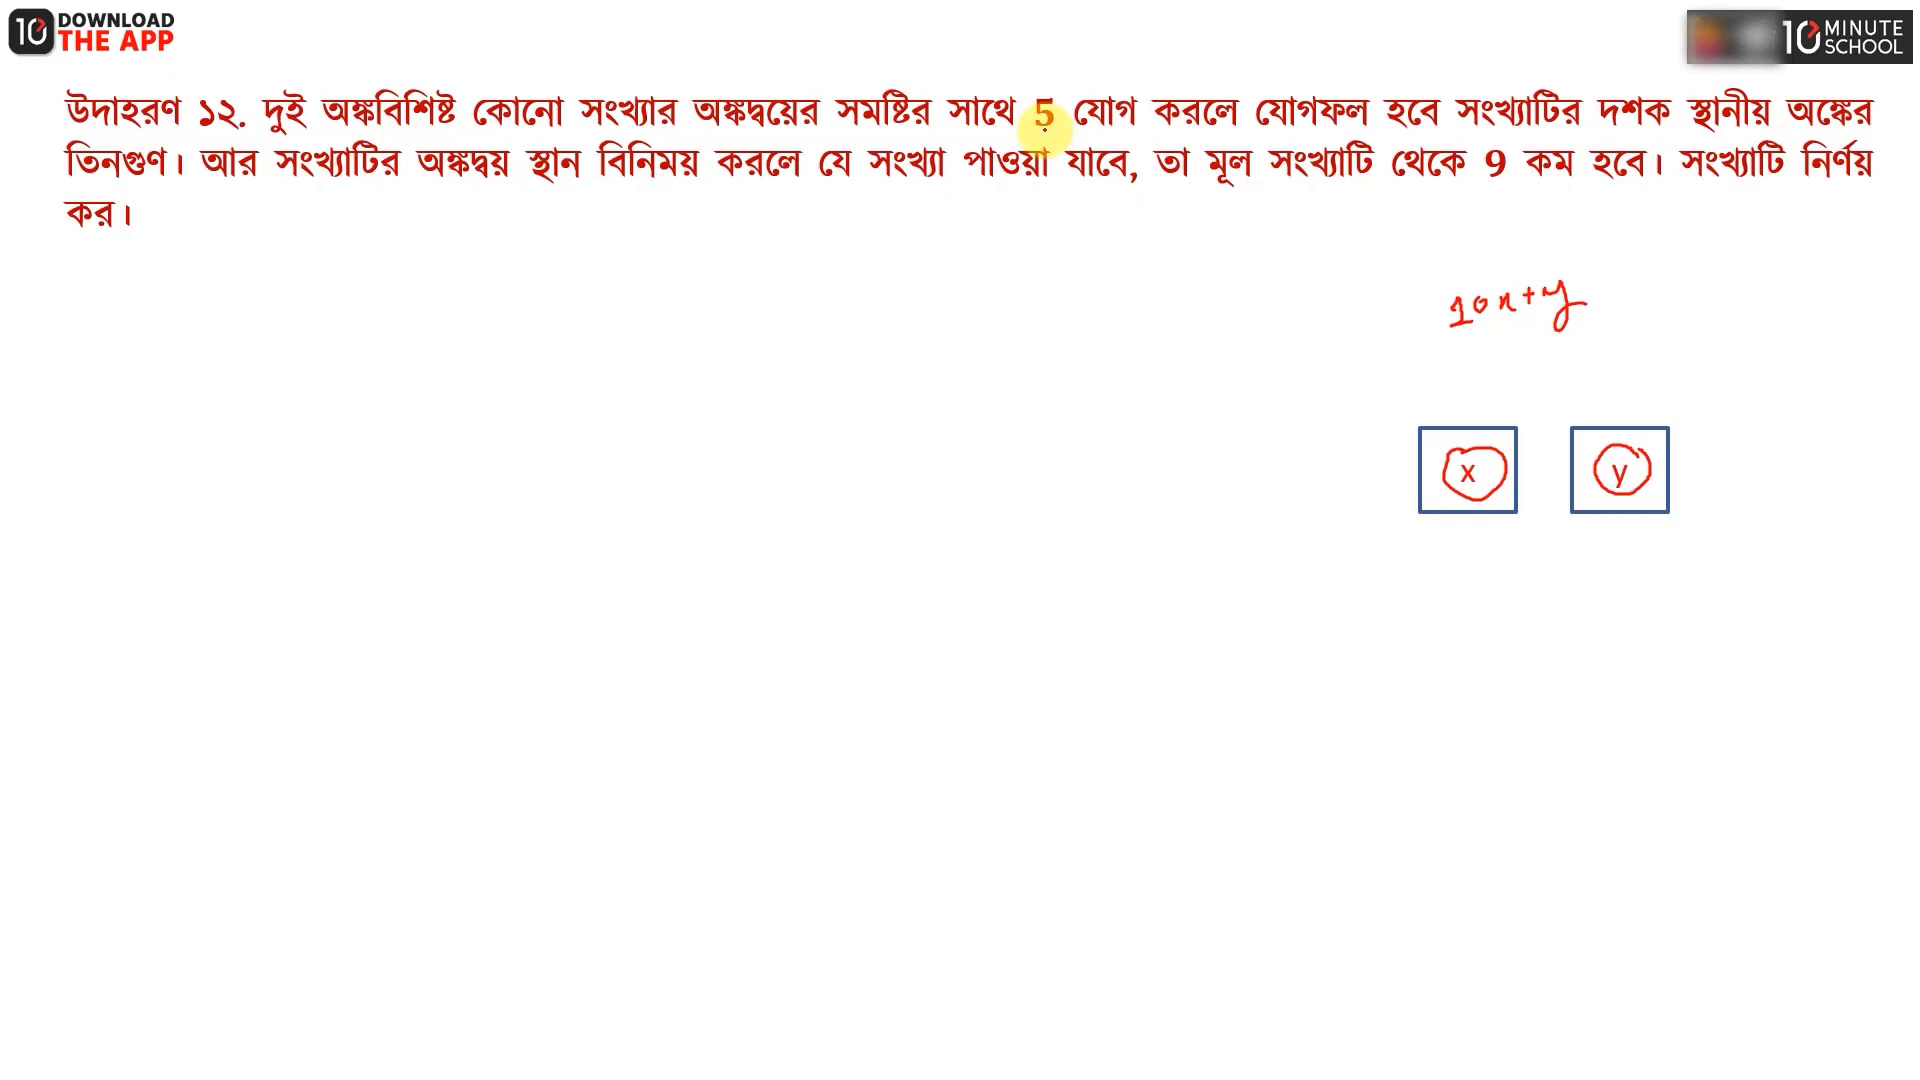 DOWNLOAD
THE APP
10 MINUTE
SCHOOL
উদাহরণ ১২. দুই অঙ্কবিশিষ্ট কোনো সংখ্যার অঙ্কদ্বয়ের সমষ্টির সাথে 5 যোগ করলে যোগফল হবে সংখ্যাটির দশক স্থানীয় অঙ্কের
তিনগুণ। আর সংখ্যাটির অঙ্কদ্বয় স্থান বিনিময় করলে যে সংখ্যা পাওয়া যাবে, তা মূল সংখ্যাটি থেকে 9 কম হবে। সংখ্যাটি নির্ণয়
কর।
10x+y
x y